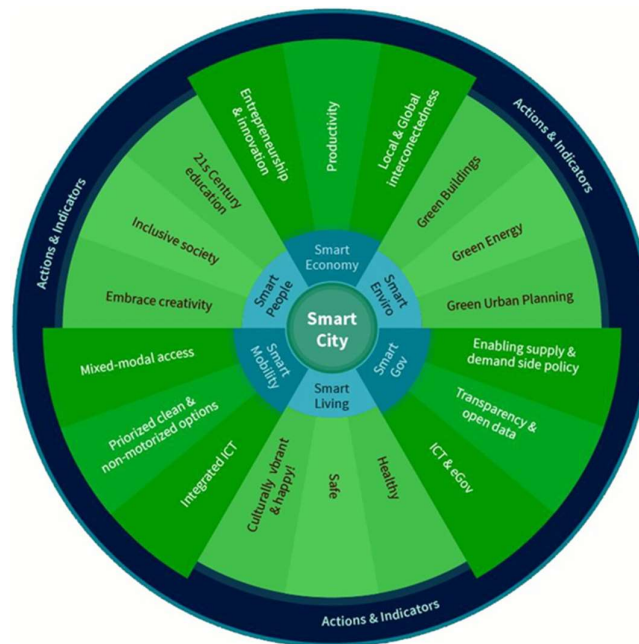 Actions & Indicators
Actions & Indicators
Actions & Indicators
Smart
City
Smart
Economy
Entrepreneurship
& innovation
Productivity
Local & Global
interconectedness
Smart
Enviro
Green Buildings
Green Energy
Green Urban Planning
Smart
Gov
Enabling supply &
demand side policy
Transparency &
open data
ICT & eGov
Smart
Living
Healthy
Safe
Culturally vbrant
& happy!
Smart
Mobility
Integrated ICT
Priorized clean &
non-motorized options
Mixed-modal access
Smart
People
Embrace creativity
Inclusive society
21s Century
education